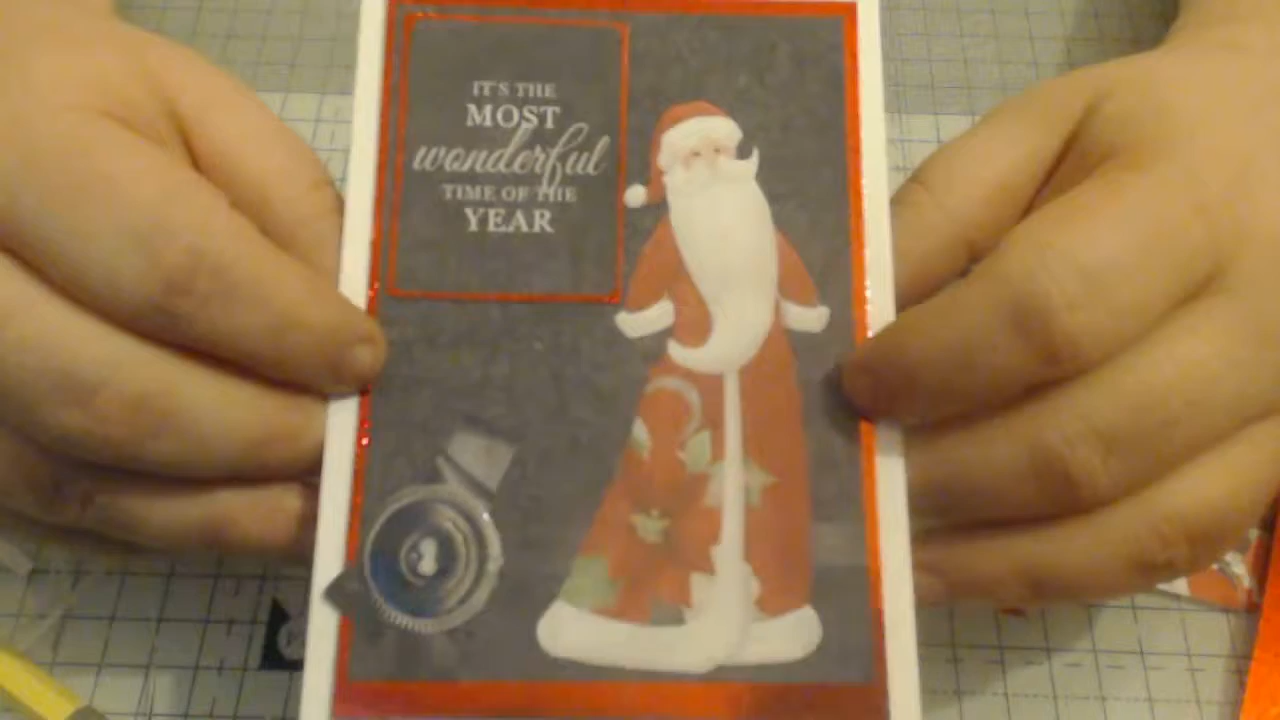 IT'S THE
MOST
wonderful
TIME OF THE
YEAR